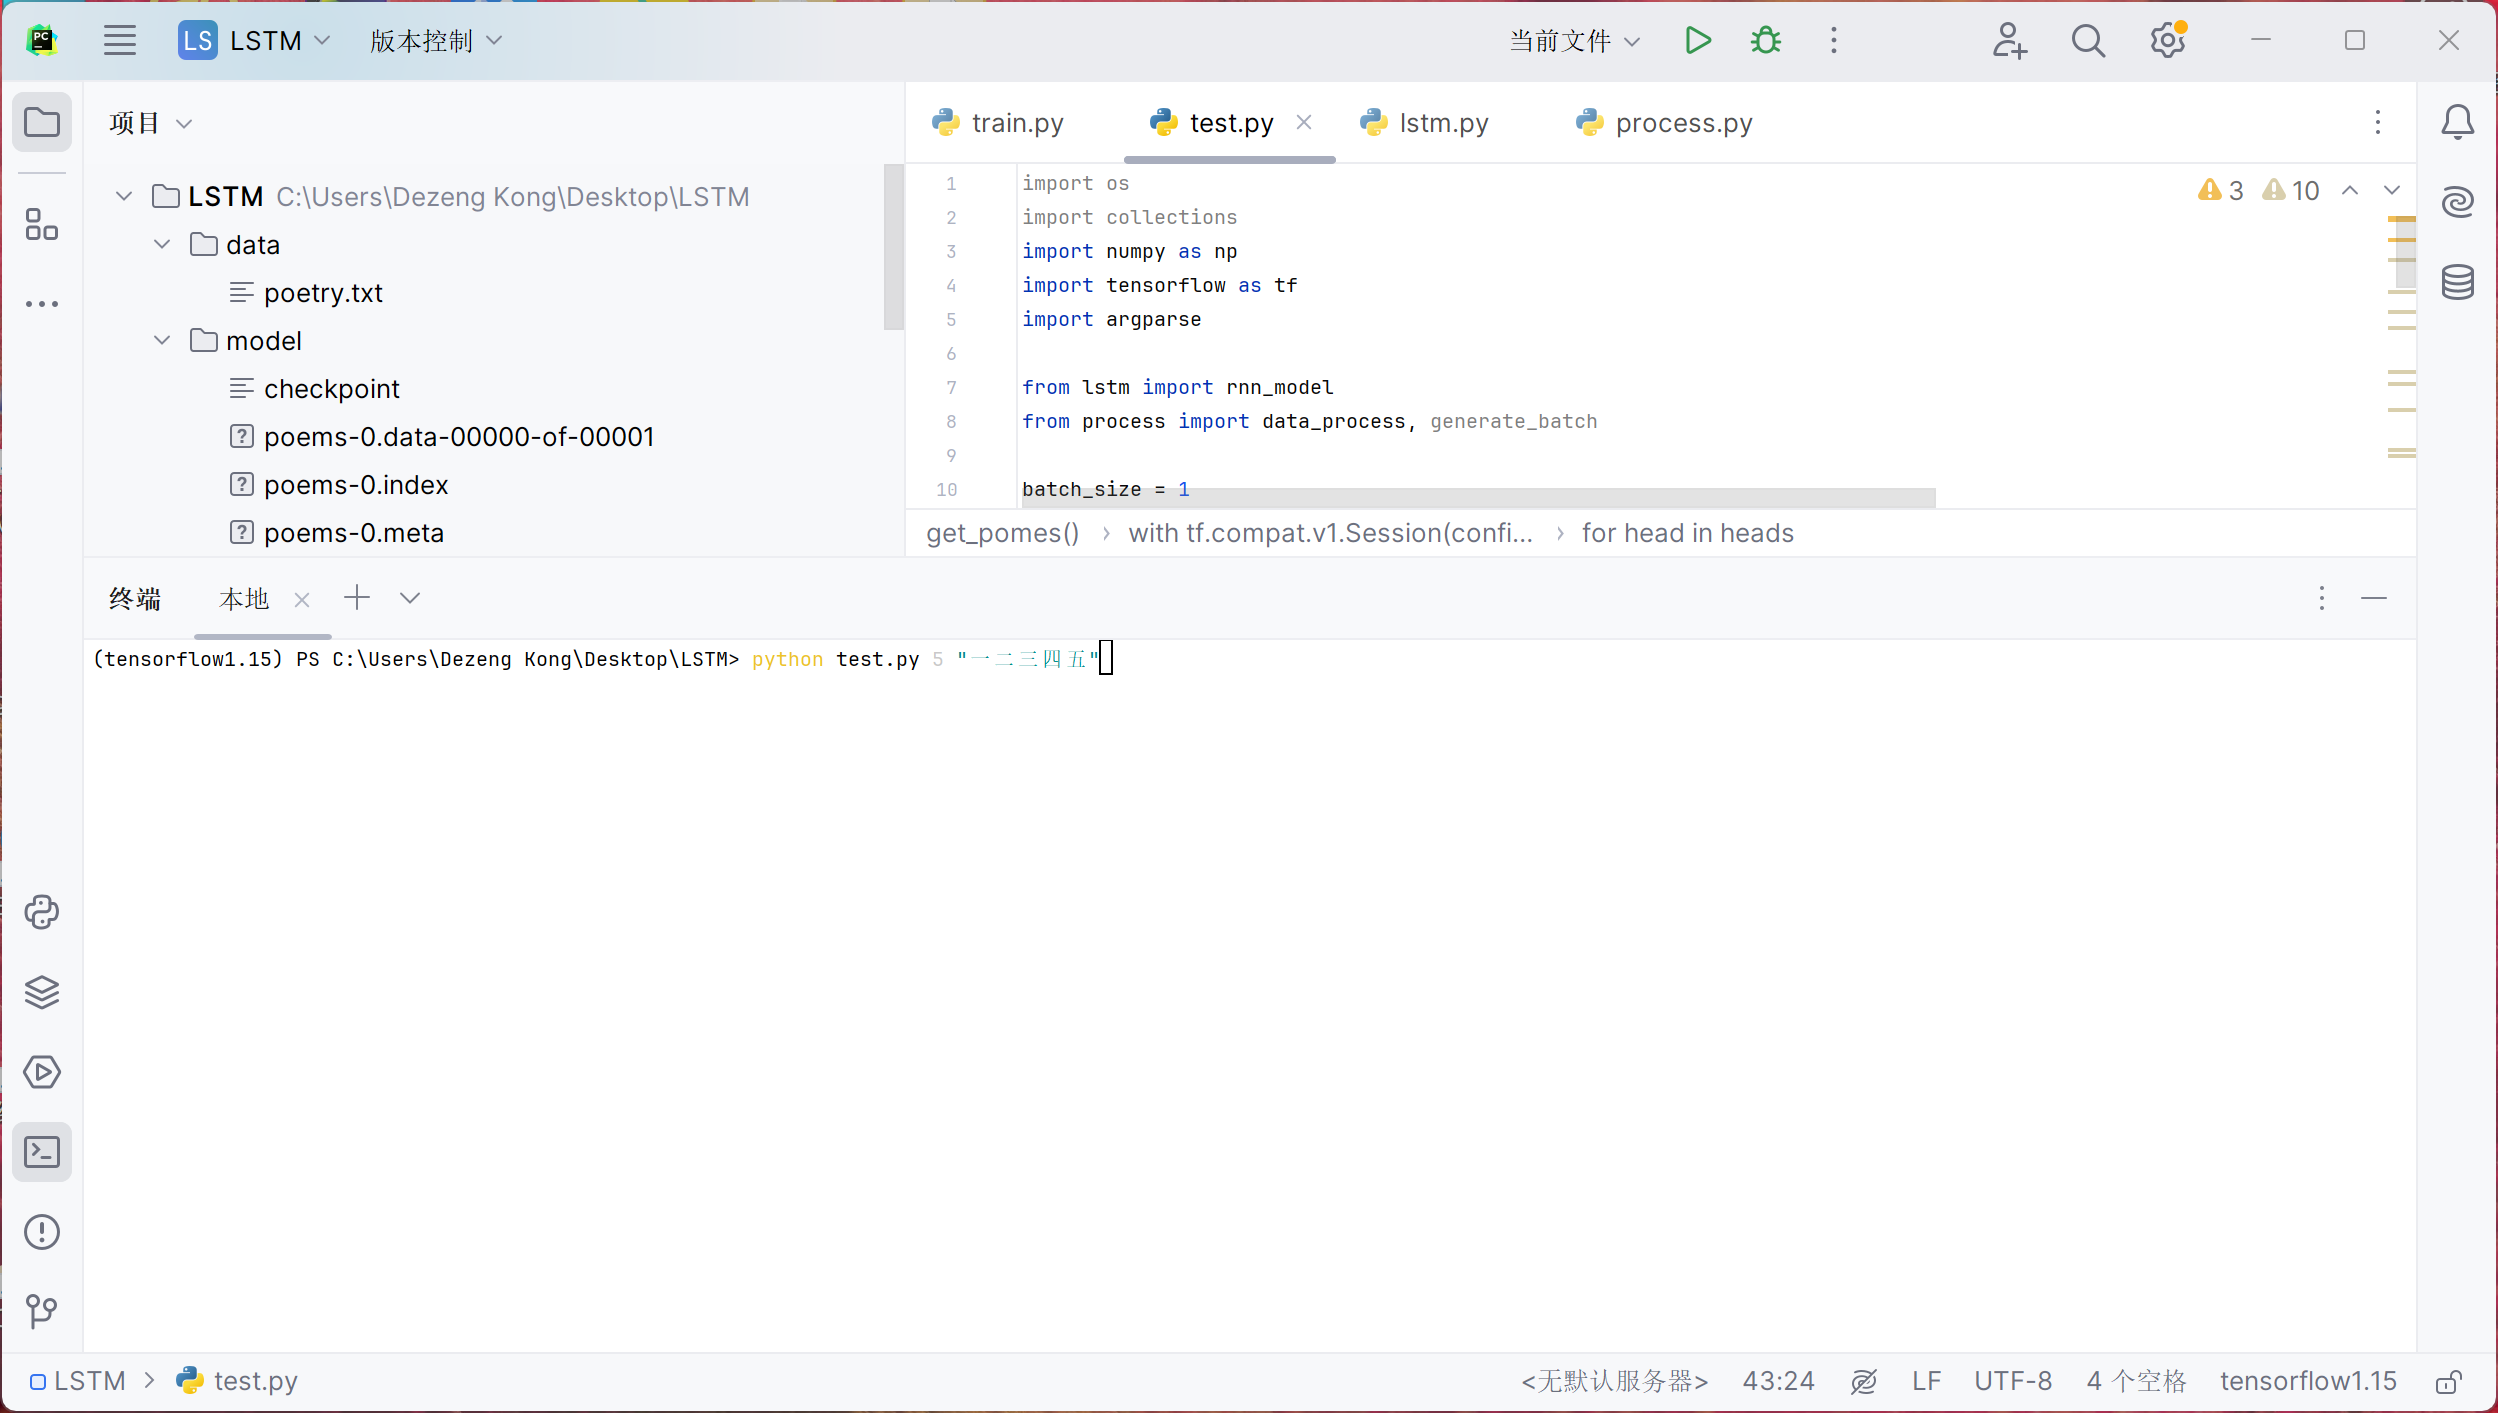 PC
LS LSTM 版本控制 当前文件
项目
LSTM C:\Users\Dezeng Kong\Desktop\LSTM
data
poetry.txt
model
checkpoint
poems-0.data-00000-of-00001
poems-0.index
poems-0.meta
train.py test.py lstm.py process.py
3 10
1 import os
2 import collections
3 import numpy as np
4 import tensorflow as tf
5 import argparse
6
7 from lstm import rnn_model
8 from process import data_process, generate_batch
9
10 batch_size = 1
get_pomes() › with tf.compat.v1.Session(confi... › for head in heads
终端 本地
(tensorflow1.15) PS C:\Users\Dezeng Kong\Desktop\LSTM> python test.py 5 "一二三四五"
LSTM > test.py <无默认服务器> 43:24 LF UTF-8 4 个空格 tensorflow1.15